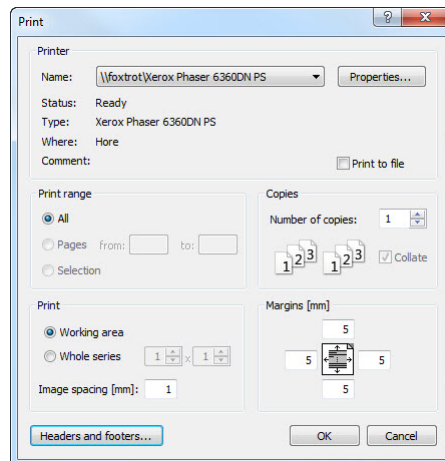 Print
Printer
Name: \\foxtrot\Xerox Phaser 6360DN PS Properties...
Status: Ready
Type: Xerox Phaser 6360DN PS
Where: Hore
Comment: Print to file
Print range
All
Pages from: to:
Selection
Copies
Number of copies: 1
1 2 3 1 2 3 Collate
Print
Working area
Whole series 1 x 1
Image spacing [mm]: 1
Margins [mm]
5
5 5
5
Headers and footers... OK Cancel